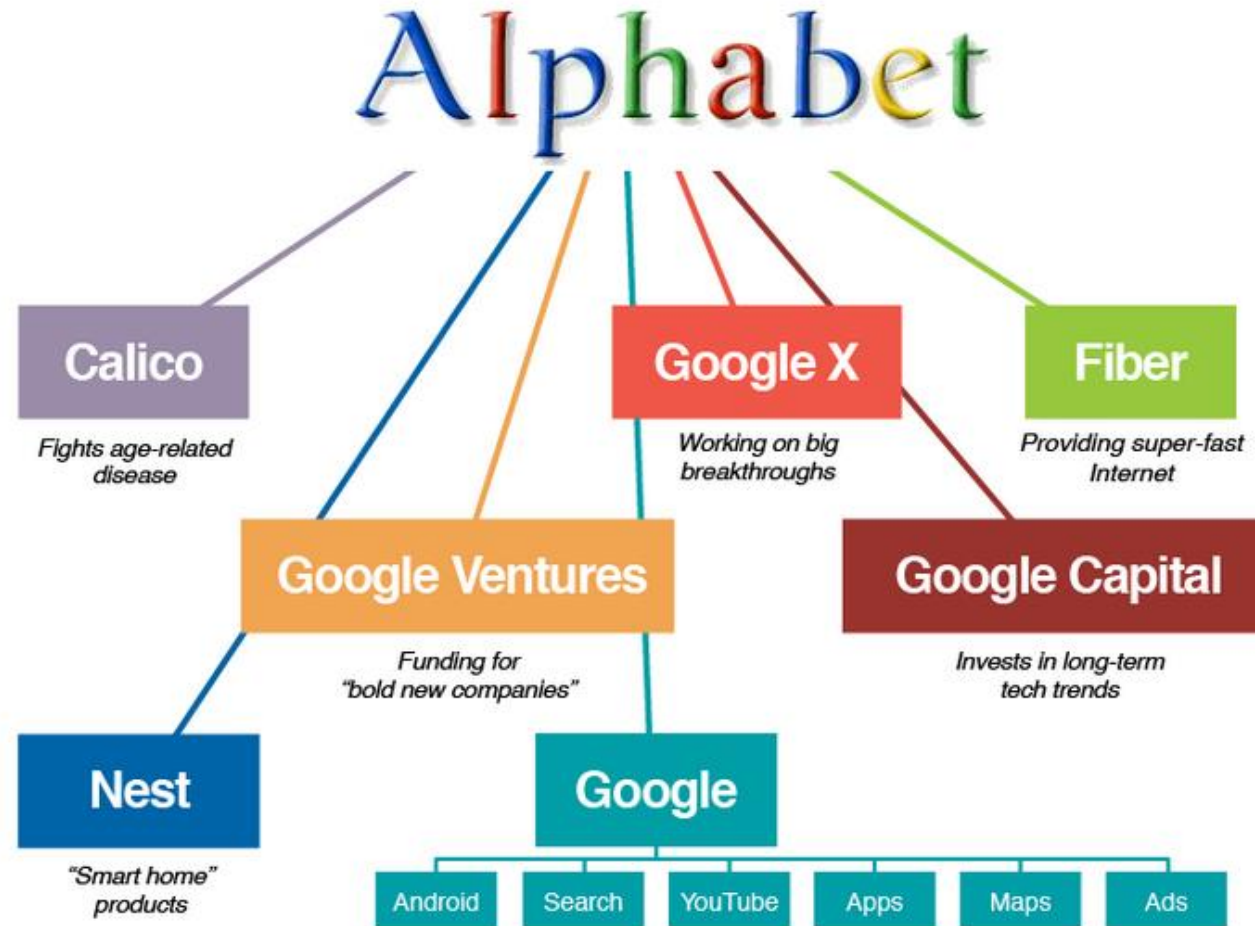 Alphabet
Calico
Fights age-related
disease
Google X
Working on big
breakthroughs
Fiber
Providing super-fast
Internet
Google Ventures
Funding for
“bold new companies”
Google Capital
Invests in long-term
tech trends
Nest
“Smart home”
products
Google
Android
Search
YouTube
Apps
Maps
Ads